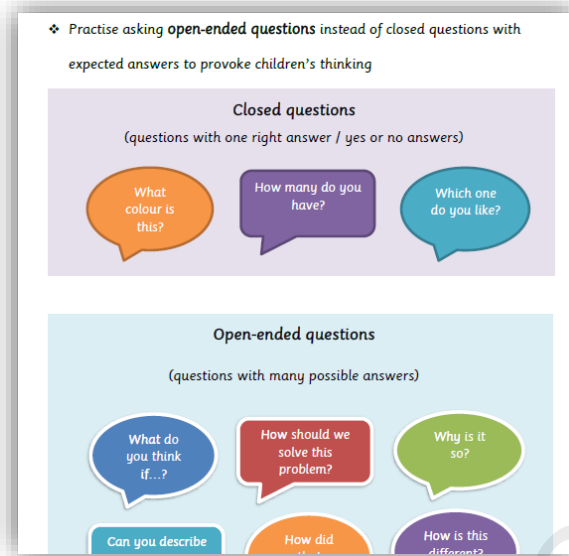 ❖ Practise asking open-ended questions instead of closed questions with
expected answers to provoke children's thinking
Closed questions
(questions with one right answer / yes or no answers)
What
colour is
this?
How many do you
have?
Which one
do you like?
Open-ended questions
(questions with many possible answers)
What do
you think
if...?
How should we
solve this
problem?
Why is it
so?
Can you describe
How did
How is this
different?